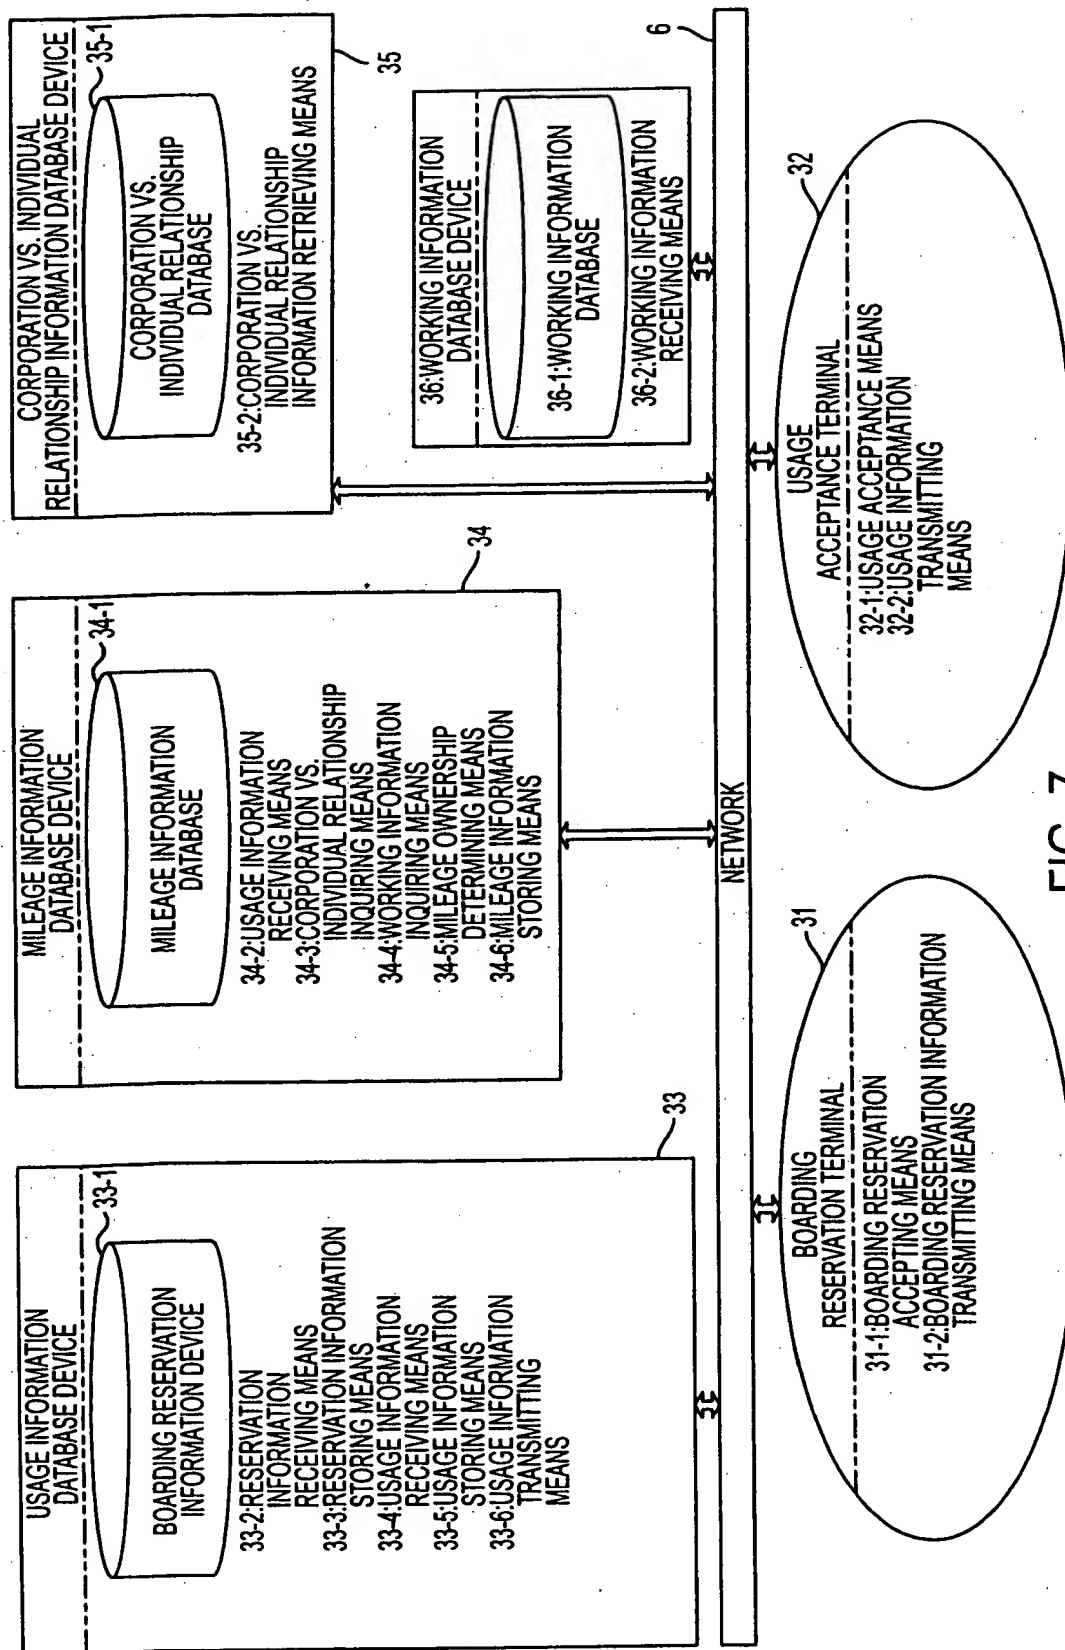 USAGE INFORMATION
DATABASE DEVICE
33-1
BOARDING RESERVATION
INFORMATION DEVICE
33-2:RESERVATION
INFORMATION
RECEIVING MEANS
33-3:RESERVATION INFORMATION
STORING MEANS
33-4:USAGE INFORMATION
RECEIVING MEANS
33-5:USAGE INFORMATION
STORING MEANS
33-6:USAGE INFORMATION
TRANSMITTING
MEANS
33
MILEAGE INFORMATION
DATABASE DEVICE
34-1
MILEAGE INFORMATION
DATABASE
34-2:USAGE INFORMATION
RECEIVING MEANS
34-3:CORPORATION VS.
INDIVIDUAL RELATIONSHIP
INQUIRING MEANS
34-4:WORKING INFORMATION
INQUIRING MEANS
34-5:MILEAGE OWNERSHIP
DETERMINING MEANS
34-6:MILEAGE INFORMATION
STORING MEANS
34
CORPORATION VS. INDIVIDUAL
RELATIONSHIP INFORMATION DATABASE DEVICE
35-1
CORPORATION VS.
INDIVIDUAL RELATIONSHIP
DATABASE
35-2:CORPORATION VS.
INDIVIDUAL RELATIONSHIP
INFORMATION RETRIEVING MEANS
35
36:WORKING INFORMATION
DATABASE DEVICE
36-1:WORKING INFORMATION
DATABASE
36-2:WORKING INFORMATION
RECEIVING MEANS
6
NETWORK
31
BOARDING
RESERVATION TERMINAL
31-1:BOARDING RESERVATION
ACCEPTING MEANS
31-2:BOARDING RESERVATION INFORMATION
TRANSMITTING MEANS
32
USAGE
ACCEPTANCE TERMINAL
32-1:USAGE ACCEPTANCE MEANS
32-2:USAGE INFORMATION
TRANSMITTING
MEANS
FIG. 7